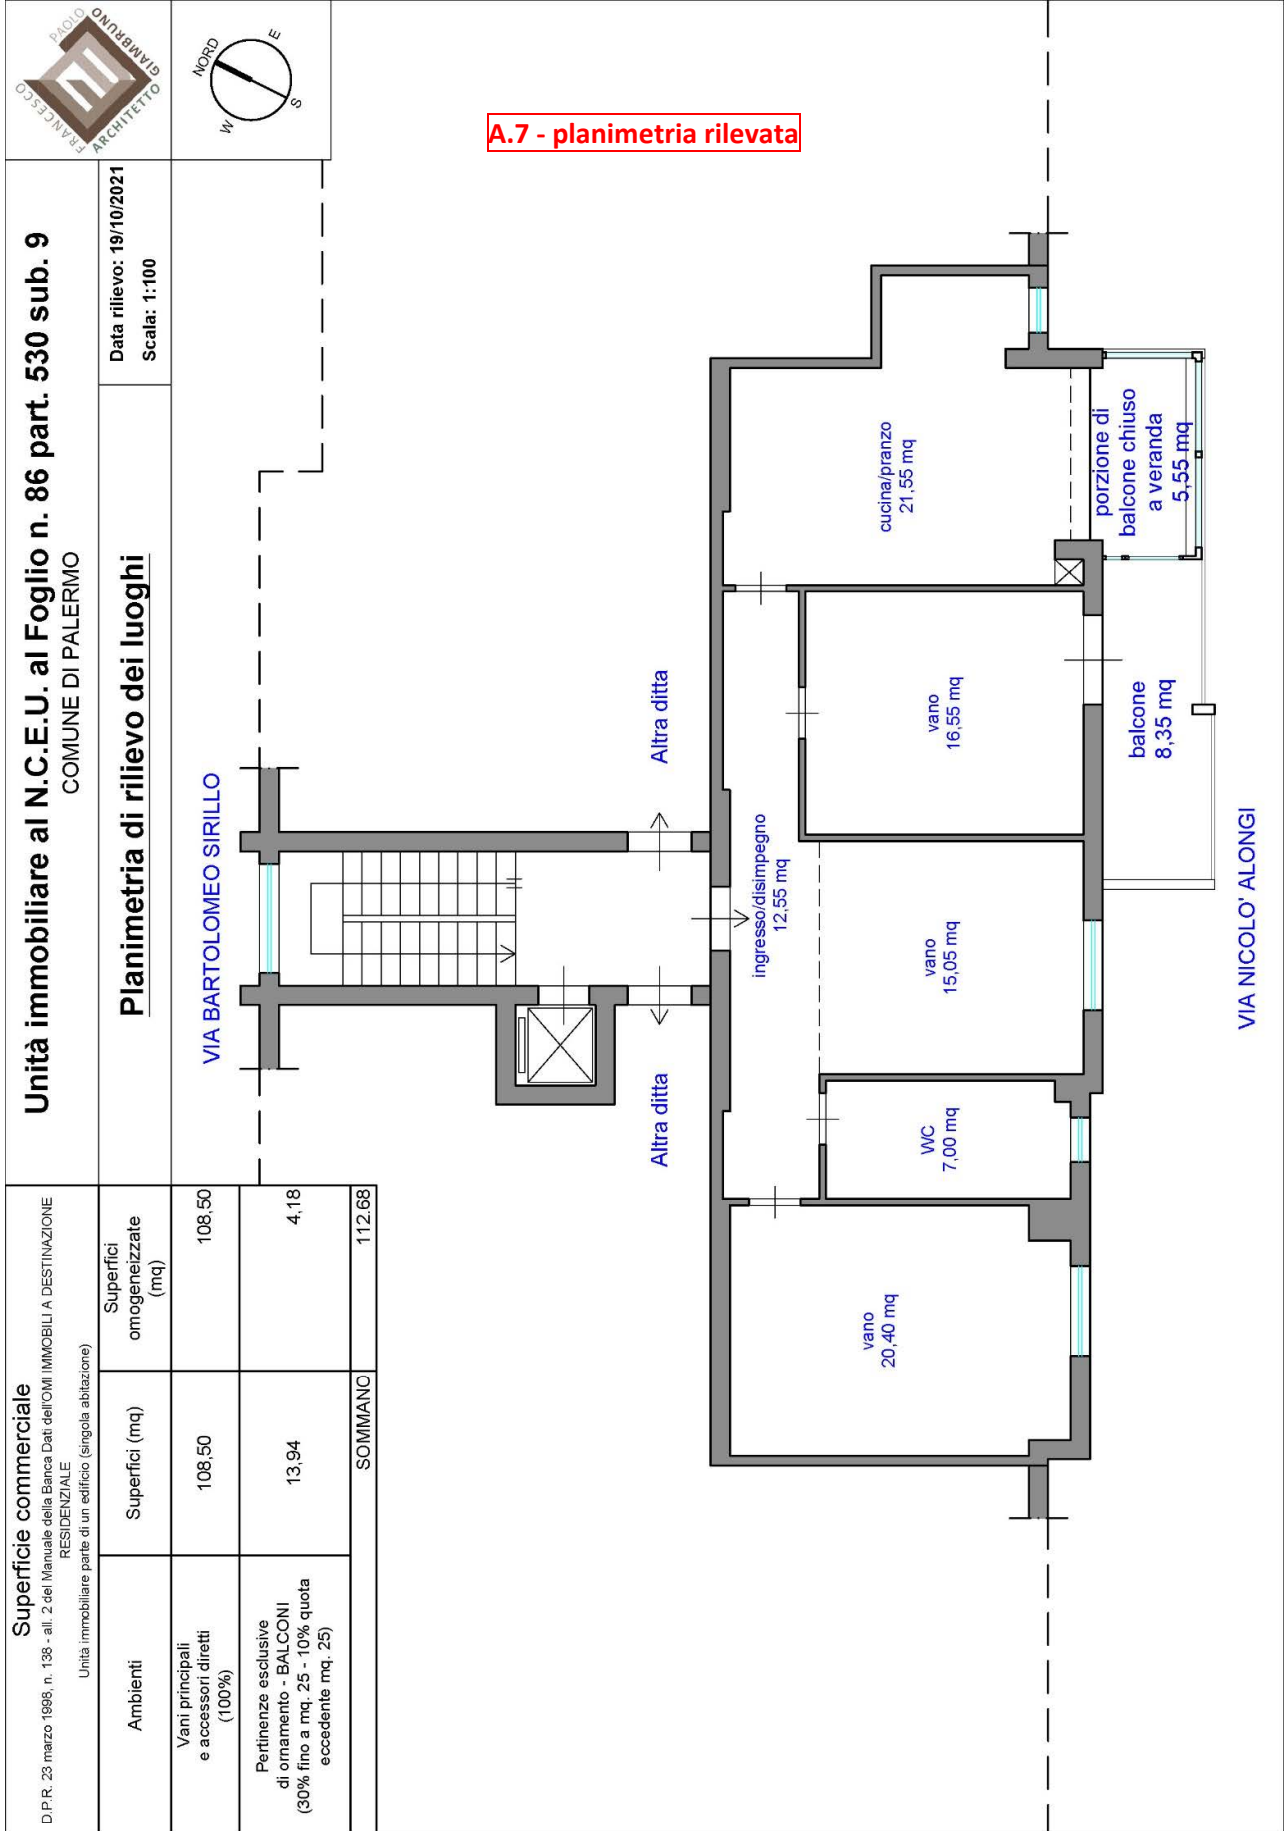 A.7 - planimetria rilevata
Superficie commerciale
D.P.R. 23 marzo 1998, n. 138 - all. 2 del Manuale della Banca Dati dell'OMI IMMOBILI A DESTINAZIONE
RESIDENZIALE
Unità immobiliare parte di un edificio (singola abitazione)
Ambienti
Superfici (mq)
Superfici
omogeneizzate
(mq)
Vani principali
e accessori diretti
(100%)
108,50
108,50
Pertinenze esclusive
di ornamento - BALCONI
(30% fino a mq. 25 - 10% quota
eccedente mq. 25)
13,94
4,18
SOMMANO
112.68
Unità immobiliare al N.C.E.U. al Foglio n. 86 part. 530 sub. 9
COMUNE DI PALERMO
Planimetria di rilievo dei luoghi
Data rilievo: 19/10/2021
Scala: 1:100
FRANCESCO
PAOLO
GIAMBRUNO
ARCHITETTO
NORD
E
S
W
VIA BARTOLOMEO SIRILLO
Altra ditta
Altra ditta
ingresso/disimpegno
12,55 mq
vano
20,40 mq
WC
7,00 mq
vano
15,05 mq
vano
16,55 mq
cucina/pranzo
21,55 mq
balcone
8,35 mq
porzione di
balcone chiuso
a veranda
5,55 mq
VIA NICOLO' ALONGI